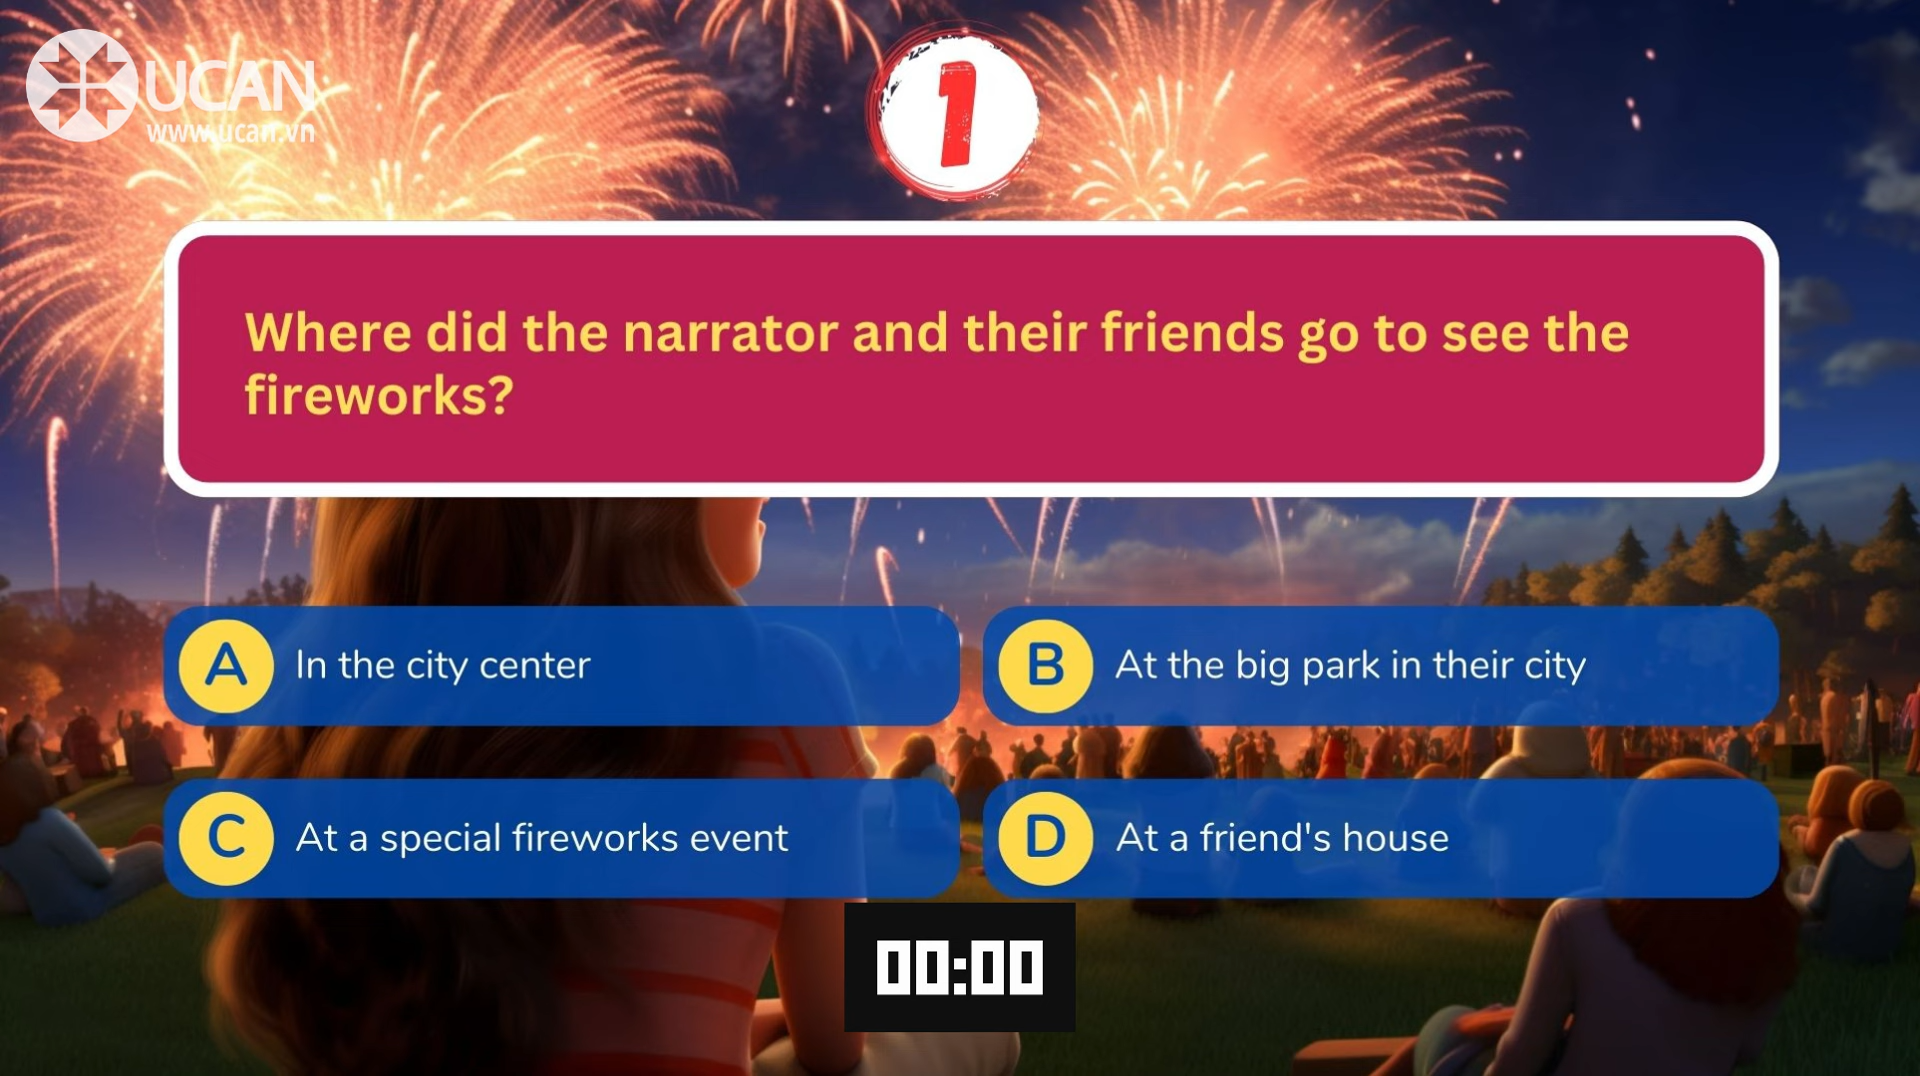 UCAN
www.ucan.vn
1
Where did the narrator and their friends go to see the
fireworks?
A In the city center
B At the big park in their city
C At a special fireworks event
D At a friend's house
00:00